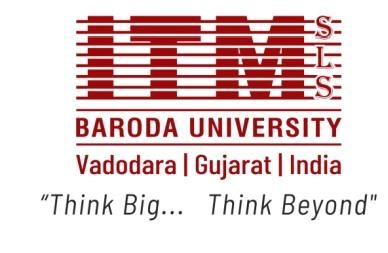 ITM SLS
BARODA UNIVERSITY
Vadodara | Gujarat | India
“Think Big... Think Beyond"